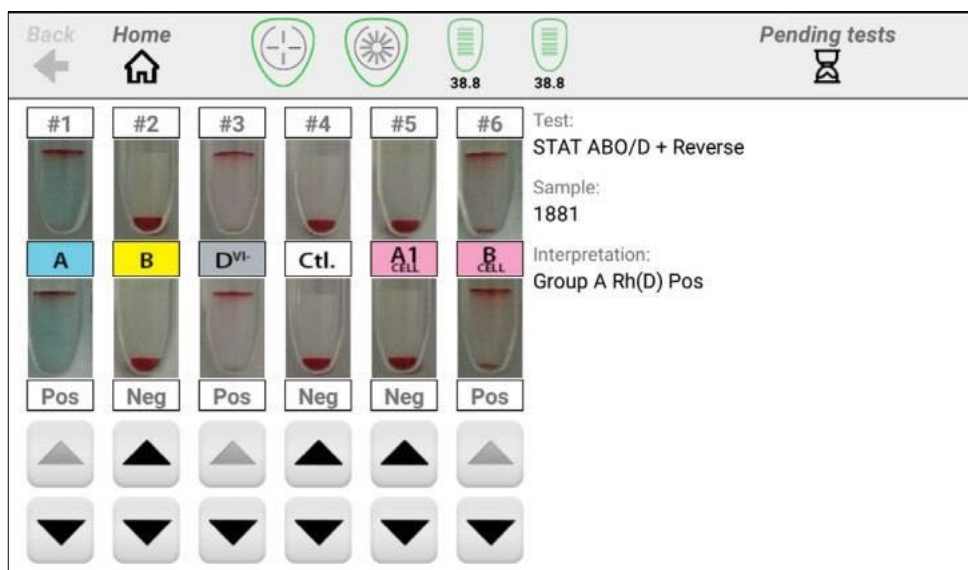 Back Home Pending tests
38.8 38.8
#1 #2 #3 #4 #5 #6
Test:
STAT ABO/D + Reverse
Sample:
1881
A B DVI- Ctl. A1 CELL B CELL
Interpretation:
Group A Rh(D) Pos
Pos Neg Pos Neg Neg Pos